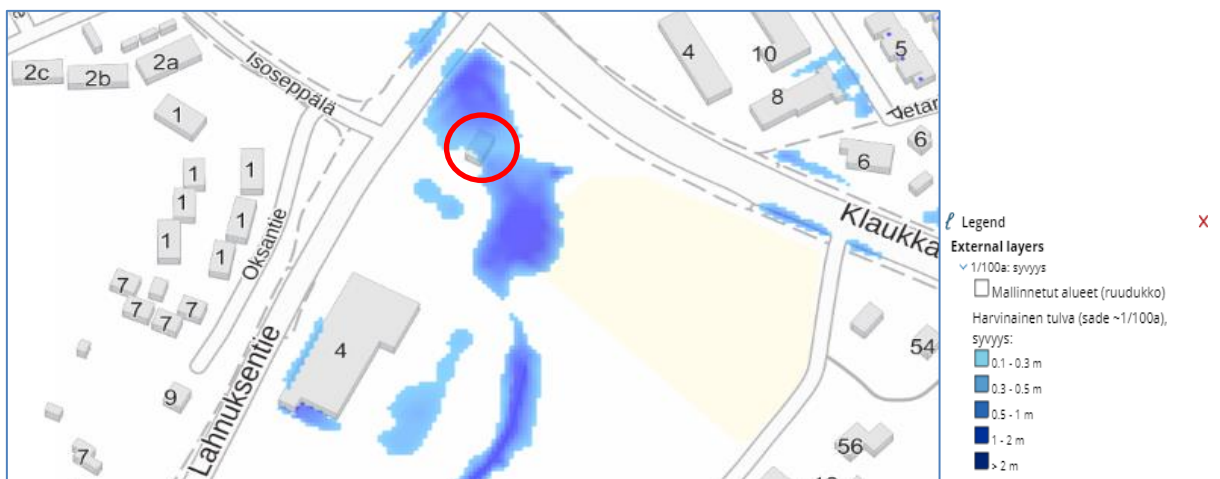 2c
2b
2a
Isoseppälä
1
1
1
1
1
1
1
1
Oksantie
7
7
7
7
9
7
Lahnuksentie
4
4
10
8
5
Petar
6
6
Klaukka
54
56
Legend
X
External layers
1/100a: syvyys
Mallinnetut alueet (ruudukko)
Harvinainen tulva (sade ~1/100a),
syvyys:
0.1 - 0.3 m
0.3 - 0.5 m
0.5 - 1 m
1 - 2 m
> 2 m